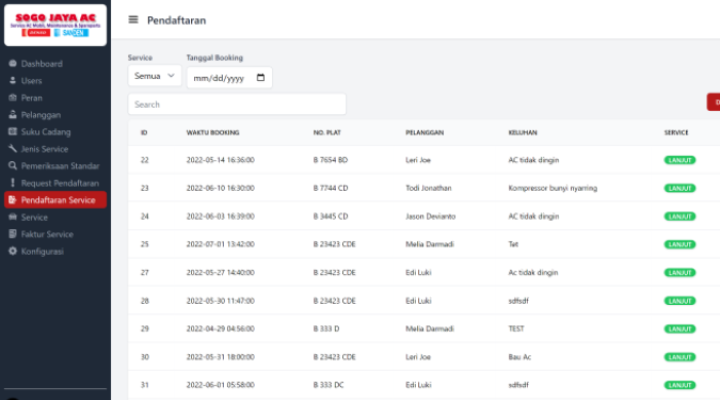 SOGO JAYA AC
Service AC Mobil, Maintenance & Spareparts
DENSO SANDEN
Dashboard
Users
Peran
Pelanggan
Suku Cadang
Jenis Service
Pemeriksaan Standar
Request Pendaftaran
Pendaftaran Service
Service
Faktur Service
Konfigurasi
Pendaftaran
Service Tanggal Booking
Semua mm/dd/yyyy
Search
ID WAKTU BOOKING NO. PLAT PELANGGAN KELUHAN SERVICE
22 2022-05-14 16:36:00 B 7654 BD Leri Joe AC tidak dingin LANJUT
23 2022-06-10 16:30:00 B 7744 CD Todi Jonathan Kompressor bunyi nyarring LANJUT
24 2022-06-03 16:39:00 B 3445 CD Jason Devianto AC tidak dingin LANJUT
25 2022-07-01 13:42:00 B 23423 CDE Melia Darmadi Tet LANJUT
27 2022-05-27 14:40:00 B 23423 CDE Edi Luki Ac tidak dingin LANJUT
28 2022-05-30 11:47:00 B 23423 CDE Edi Luki sdfsdf LANJUT
29 2022-04-29 04:56:00 B 333 D Melia Darmadi TEST LANJUT
30 2022-05-31 18:00:00 B 23423 CDE Leri Joe Bau Ac LANJUT
31 2022-06-01 05:58:00 B 333 DC Edi Luki sdfsdf LANJUT